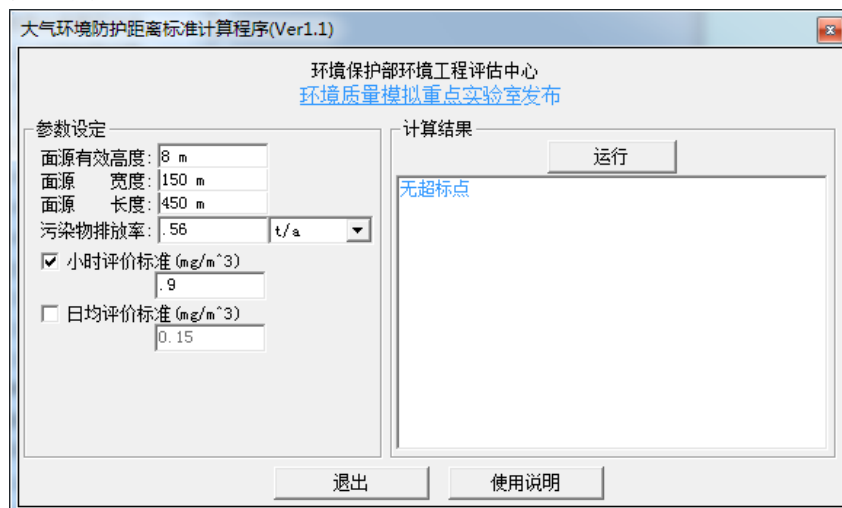 大气环境防护距离标准计算程序(Ver1.1)
环境保护部环境工程评估中心
环境质量模拟重点实验室发布
参数设定
面源有效高度: 8 m
面源 宽度: 150 m
面源 长度: 450 m
污染物排放率: .56 t/a
小时评价标准(mg/m^3)
.9
日均评价标准(mg/m^3)
0.15
计算结果
运行
无超标点
退出 使用说明